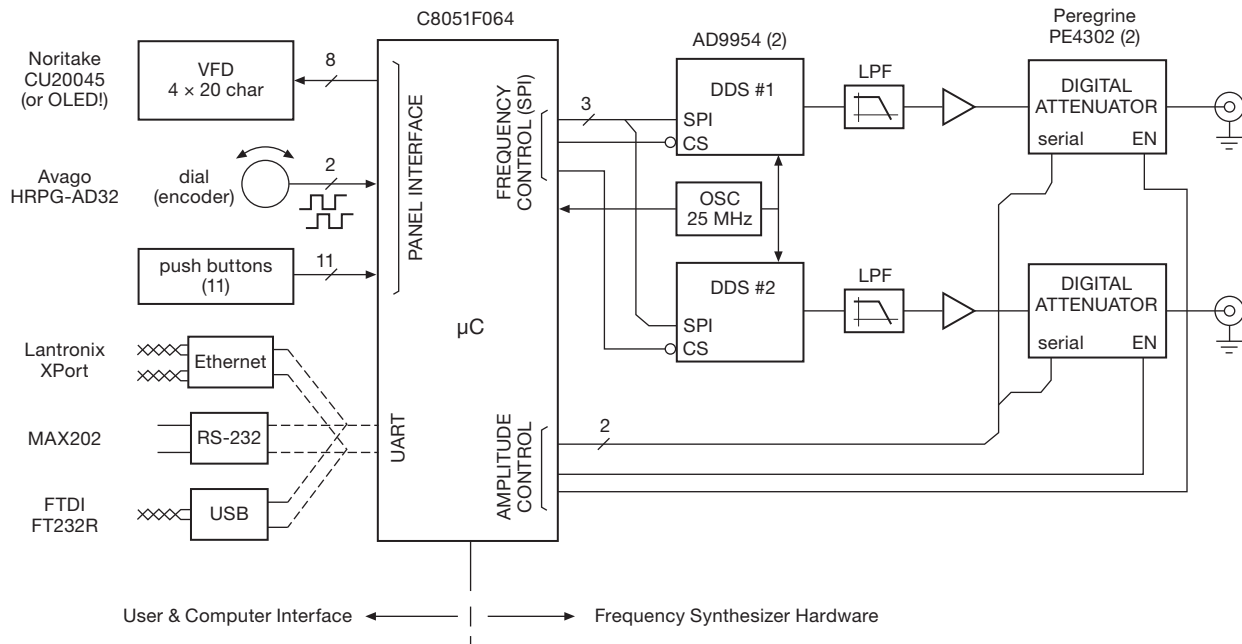 C8051F064
Peregrine
PE4302 (2)
AD9954 (2)
Noritake
CU20045
(or OLED!)
VFD
4 × 20 char
8
Avago
HRPG-AD32
dial
(encoder)
2
push buttons
(11)
11
PANEL INTERFACE
µC
FREQUENCY
CONTROL (SPI)
3
DDS #1
SPI
CS
LPF
DIGITAL
ATTENUATOR
serial
EN
OSC
25 MHz
DDS #2
SPI
CS
LPF
DIGITAL
ATTENUATOR
serial
EN
Lantronix
XPort
Ethernet
MAX202
RS-232
FTDI
FT232R
USB
UART
AMPLITUDE
CONTROL
2
User & Computer Interface
Frequency Synthesizer Hardware